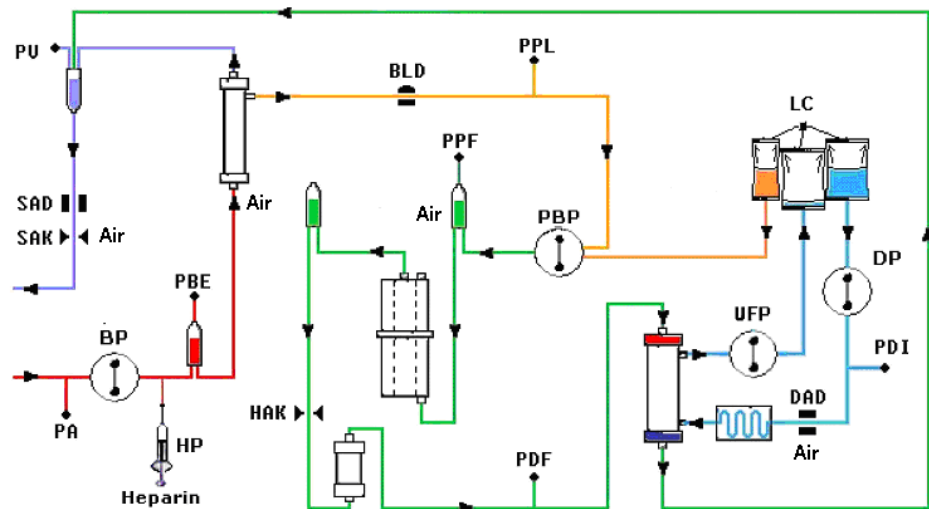 PV
PPL
BLD
LC
PPF
Air
Air
PBP
SAD
SAK
Air
DP
PBE
UFP
BP
PDI
HAK
DAD
PA
HP
Air
PDF
Heparin